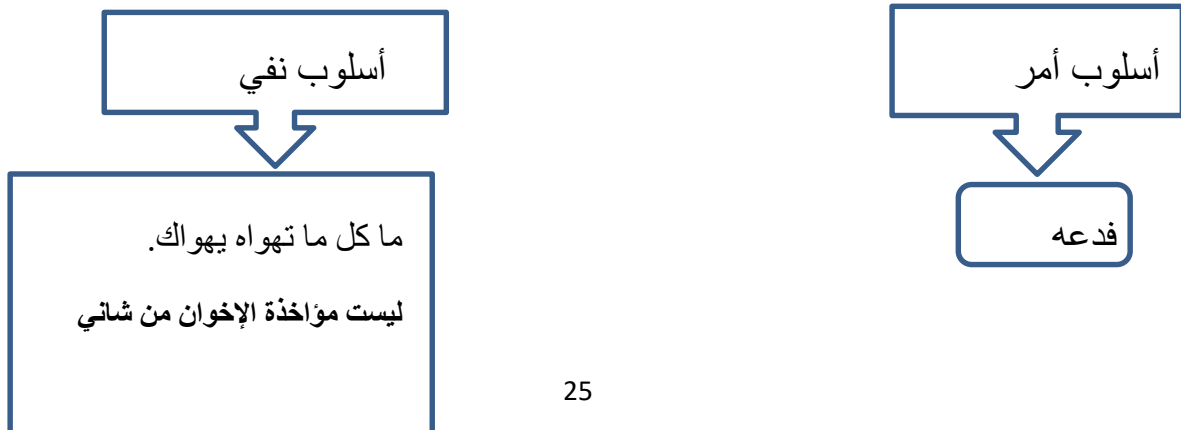 أسلوب أمر
أسلوب نفي
فدعه
ما كل ما تهواه يهواك.
ليست مؤاخذة الإخوان من شاني
25